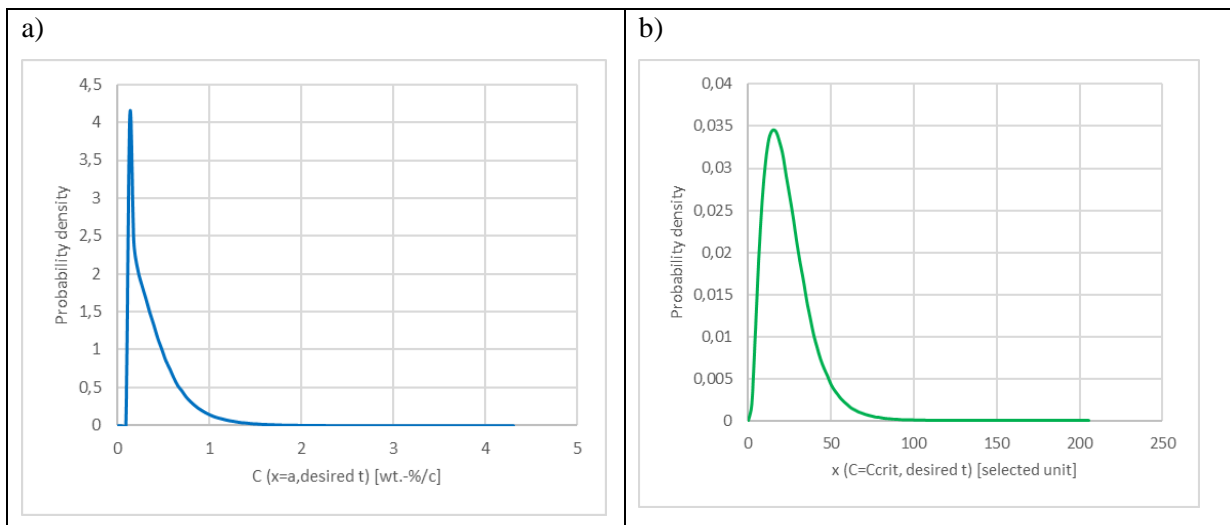 a)
4,5
4
3,5
3
2,5
2
1,5
1
0,5
0
Probability density
0 1 2 3 4 5
C (x=a,desired t) [wt.-%/c]
b)
0,04
0,035
0,03
0,025
0,02
0,015
0,01
0,005
0
Probability density
0 50 100 150 200 250
x (C=Ccrit, desired t) [selected unit]